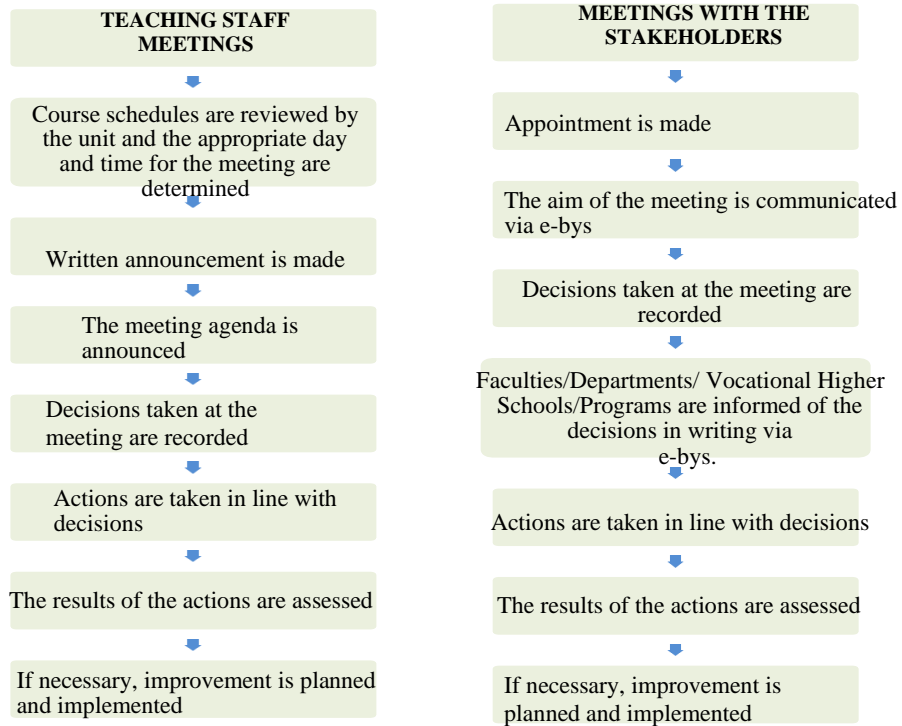 TEACHING STAFF
MEETINGS
Course schedules are reviewed by
the unit and the appropriate day
and time for the meeting are
determined
Written announcement is made
The meeting agenda is
announced
Decisions taken at the
meeting are recorded
Actions are taken in line with
decisions
The results of the actions are assessed
If necessary, improvement is planned
and implemented
MEETINGS WITH THE
STAKEHOLDERS
Appointment is made
The aim of the meeting is communicated
via e-bys
Decisions taken at the meeting are
recorded
Faculties/Departments/ Vocational Higher
Schools/Programs are informed of the
decisions in writing via
e-bys.
Actions are taken in line with decisions
The results of the actions are assessed
If necessary, improvement is
planned and implemented